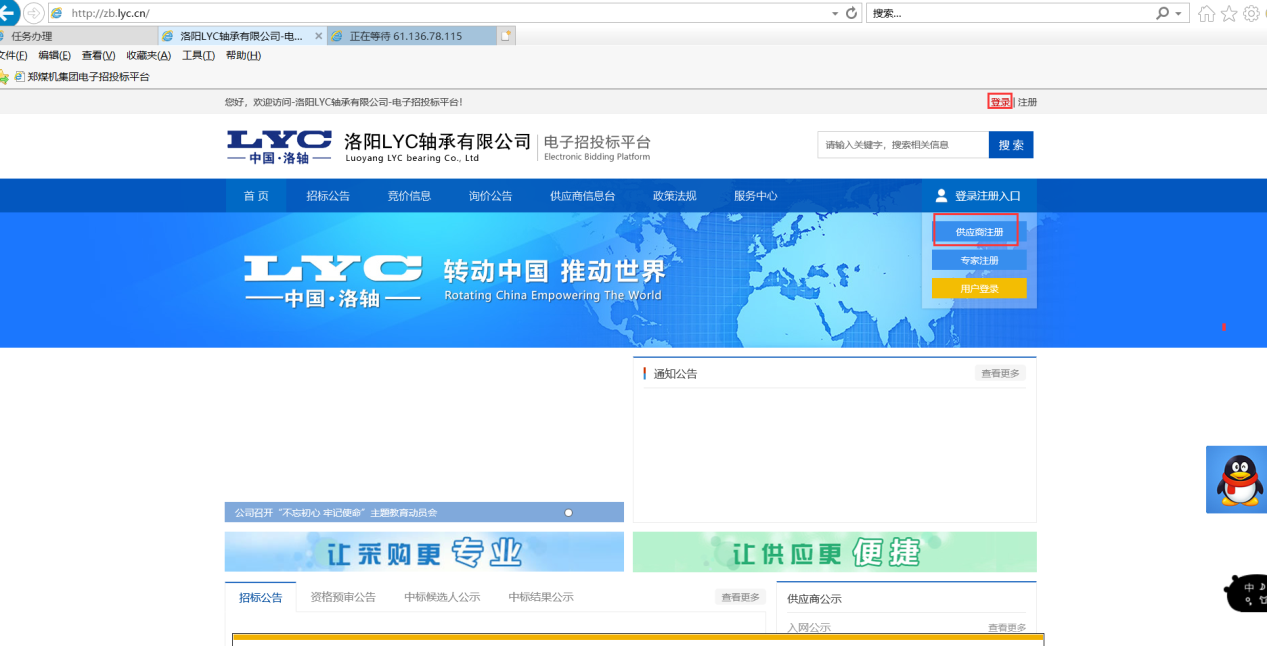 http://zb.lyc.cn/
搜索...
任务办理
洛阳LYC轴承有限公司-电...
正在等待 61.136.78.115
文件(F) 编辑(E) 查看(V) 收藏夹(A) 工具(T) 帮助(H)
郑煤机集团电子招投标平台
您好，欢迎访问-洛阳LYC轴承有限公司-电子招投标平台!
登录 | 注册
LYC
中国·洛轴
洛阳LYC轴承有限公司
Luoyang LYC bearing Co., Ltd
电子招投标平台
Electronic Bidding Platform
请输入关键字，搜索相关信息
搜 索
首 页 招标公告 竞价信息 询价公告 供应商信息台 政策法规 服务中心 登录注册入口
供应商注册
专家注册
用户登录
LYC
中国·洛轴
转动中国 推动世界
Rotating China Empowering The World
通知公告
查看更多
公司召开“不忘初心 牢记使命”主题教育动员会
让采购更专业
让供应更便捷
招标公告 资格预审公告 中标候选人公示 中标结果公示 查看更多
供应商公示
入网公示
查看更多
中